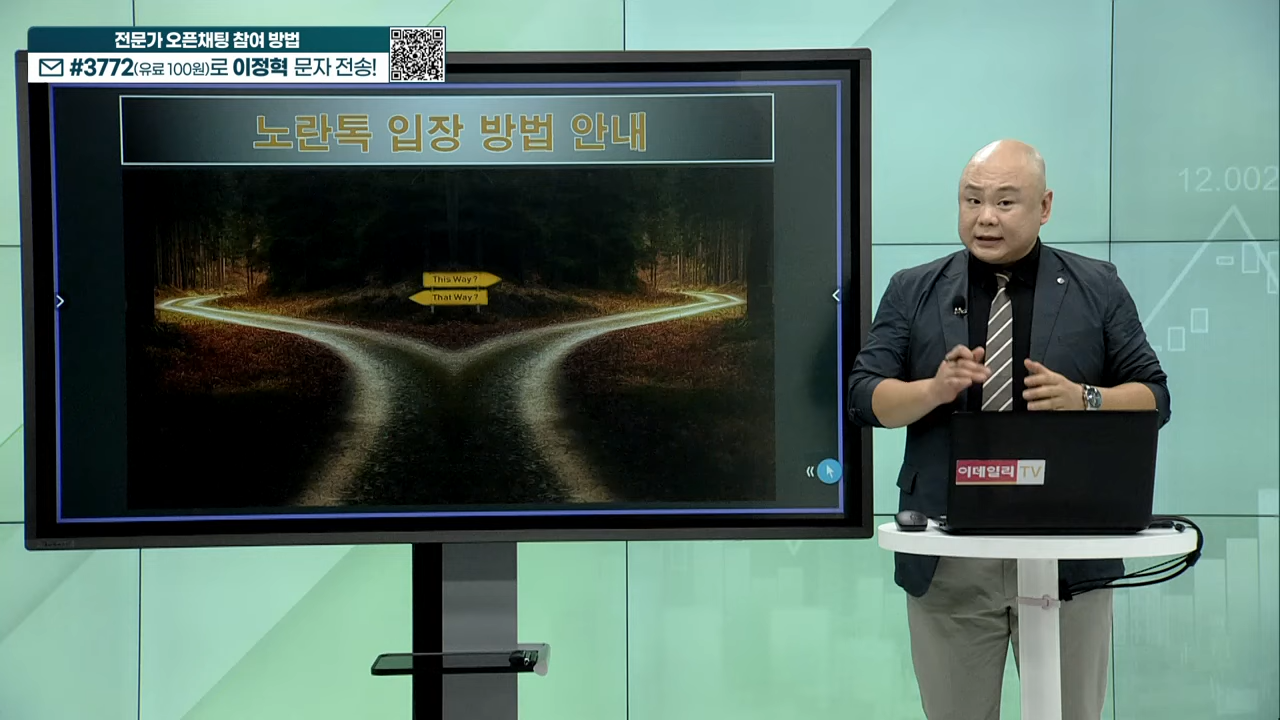 전문가 오픈채팅 참여 방법
#3772(유료 100원)로 이정혁 문자 전송!
노란톡 입장 방법 안내
This Way?
That Way?
12.002
이데일리TV